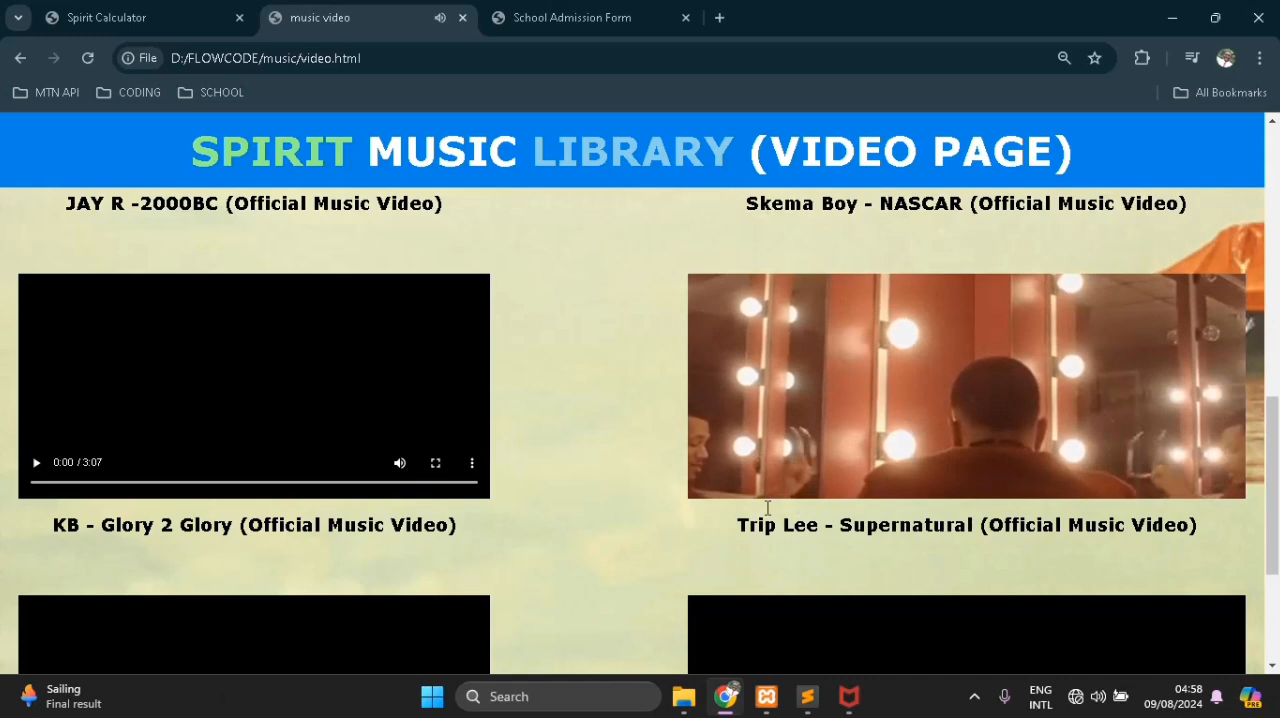 Spirit Calculator
music video
School Admission Form
File
D:/FLOWCODE/music/video.html
MTN API
CODING
SCHOOL
All Bookmarks
SPIRIT MUSIC LIBRARY (VIDEO PAGE)
JAY R -2000BC (Official Music Video)
Skema Boy - NASCAR (Official Music Video)
0:00 / 3:07
KB - Glory 2 Glory (Official Music Video)
Trip Lee - Supernatural (Official Music Video)
Sailing
Final result
Search
ENG
INTL
04:58
09/08/2024
PRE